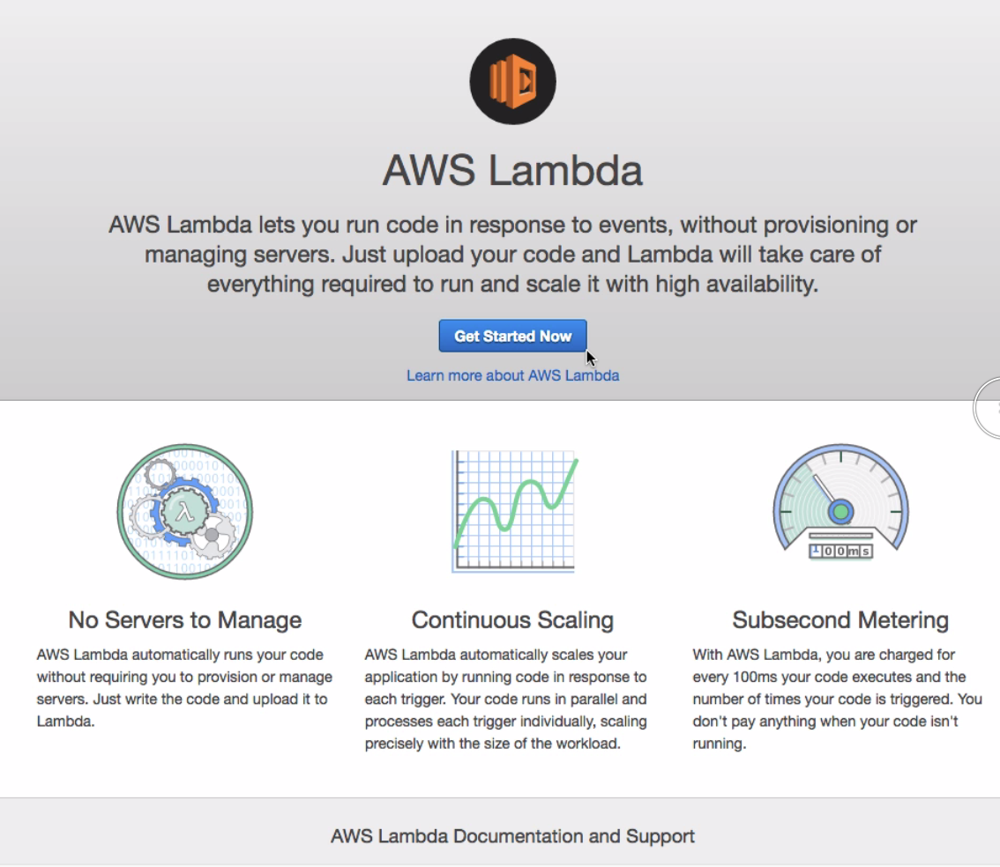 AWS Lambda
AWS Lambda lets you run code in response to events, without provisioning or
managing servers. Just upload your code and Lambda will take care of
everything required to run and scale it with high availability.
Get Started Now
Learn more about AWS Lambda
λ
100ms
No Servers to Manage
AWS Lambda automatically runs your code
without requiring you to provision or manage
servers. Just write the code and upload it to
Lambda.
Continuous Scaling
AWS Lambda automatically scales your
application by running code in response to
each trigger. Your code runs in parallel and
processes each trigger individually, scaling
precisely with the size of the workload.
Subsecond Metering
With AWS Lambda, you are charged for
every 100ms your code executes and the
number of times your code is triggered. You
don't pay anything when your code isn't
running.
AWS Lambda Documentation and Support